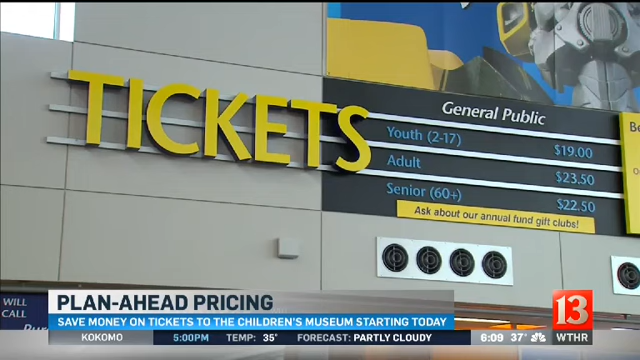 TICKETS
General Public
Youth (2-17) $19.00
Adult $23.50
Senior (60+) $22.50
Ask about our annual fund gift clubs!
WILL
CALL
PLAN-AHEAD PRICING
SAVE MONEY ON TICKETS TO THE CHILDREN'S MUSEUM STARTING TODAY
13
KOKOMO 5:00PM TEMP: 35° FORECAST: PARTLY CLOUDY 6:09 37° WTHR